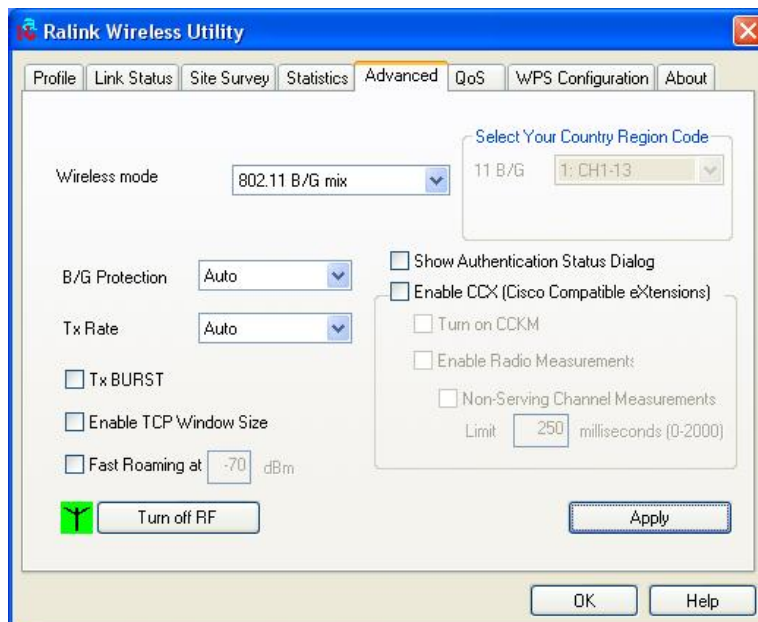 Ralink Wireless Utility
Profile Link Status Site Survey Statistics Advanced QoS WPS Configuration About
Select Your Country Region Code
Wireless mode 802.11 B/G mix 11 B/G 1: CH1-13
Show Authentication Status Dialog
B/G Protection Auto
Enable CCX (Cisco Compatible eXtensions)
Tx Rate Auto
Turn on CCKM
Enable Radio Measurements
Tx BURST
Non-Serving Channel Measurements
Enable TCP Window Size
Limit 250 milliseconds (0-2000)
Fast Roaming at -70 dBm
Turn off RF Apply
OK Help